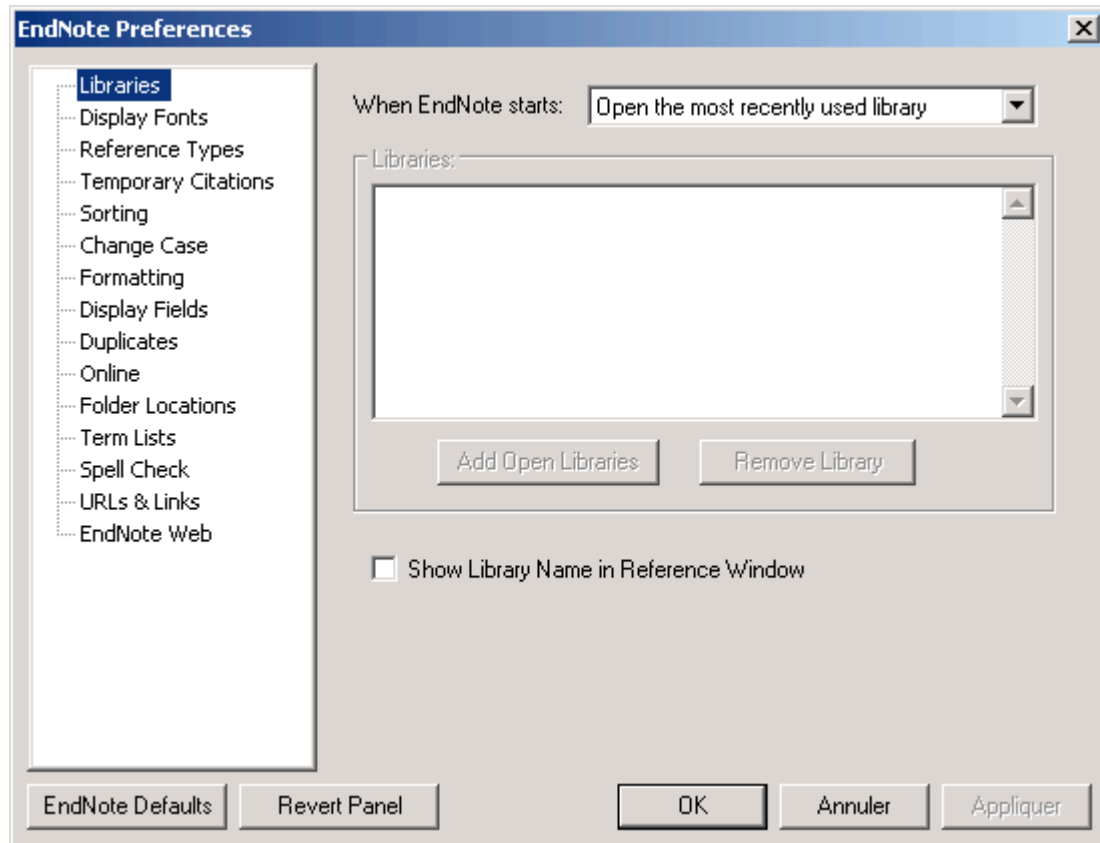 EndNote Preferences
Libraries
Display Fonts
Reference Types
Temporary Citations
Sorting
Change Case
Formatting
Display Fields
Duplicates
Online
Folder Locations
Term Lists
Spell Check
URLs & Links
EndNote Web
When EndNote starts: Open the most recently used library
Libraries:
Add Open Libraries Remove Library
Show Library Name in Reference Window
EndNote Defaults Revert Panel OK Annuler Appliquer